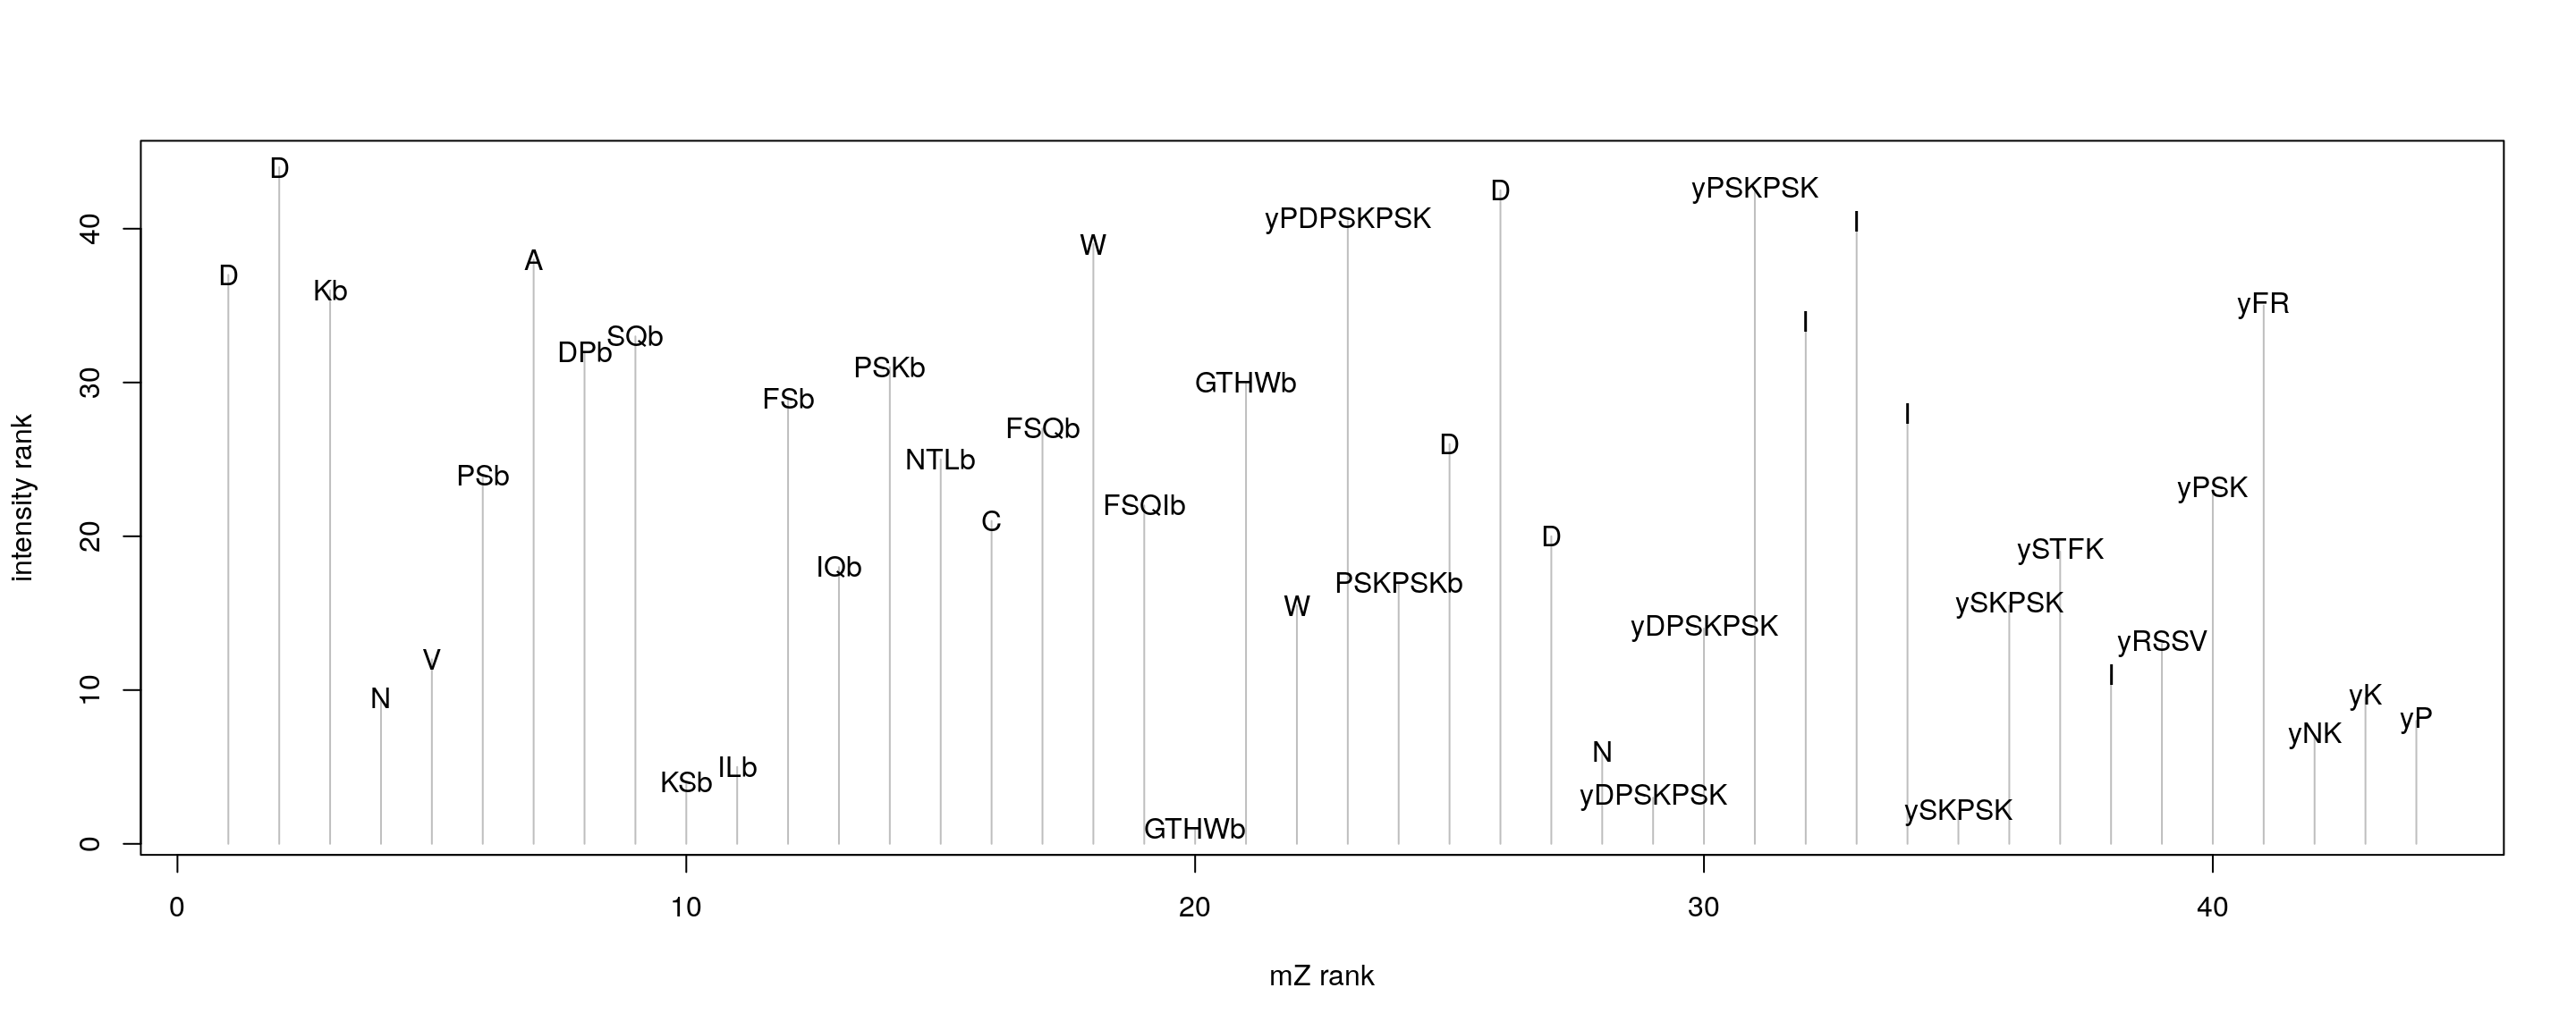 D
D
Kb
N
V
PSb
A
DPb
SQb
KSb
ILb
FSb
IQb
PSKb
NTLb
C
FSQb
W
FSQIb
GTHWb
GTHWb
W
yPDPSKPSK
PSKPSKb
D
D
D
N
yDPSKPSK
yDPSKPSK
yPSKPSK
I
I
I
ySKPSK
ySKPSK
ySTFK
I
yRSSV
yPSK
yFR
yNK
yK
yP
intensity rank
0
10
20
30
40
0 10 20 30 40
mZ rank